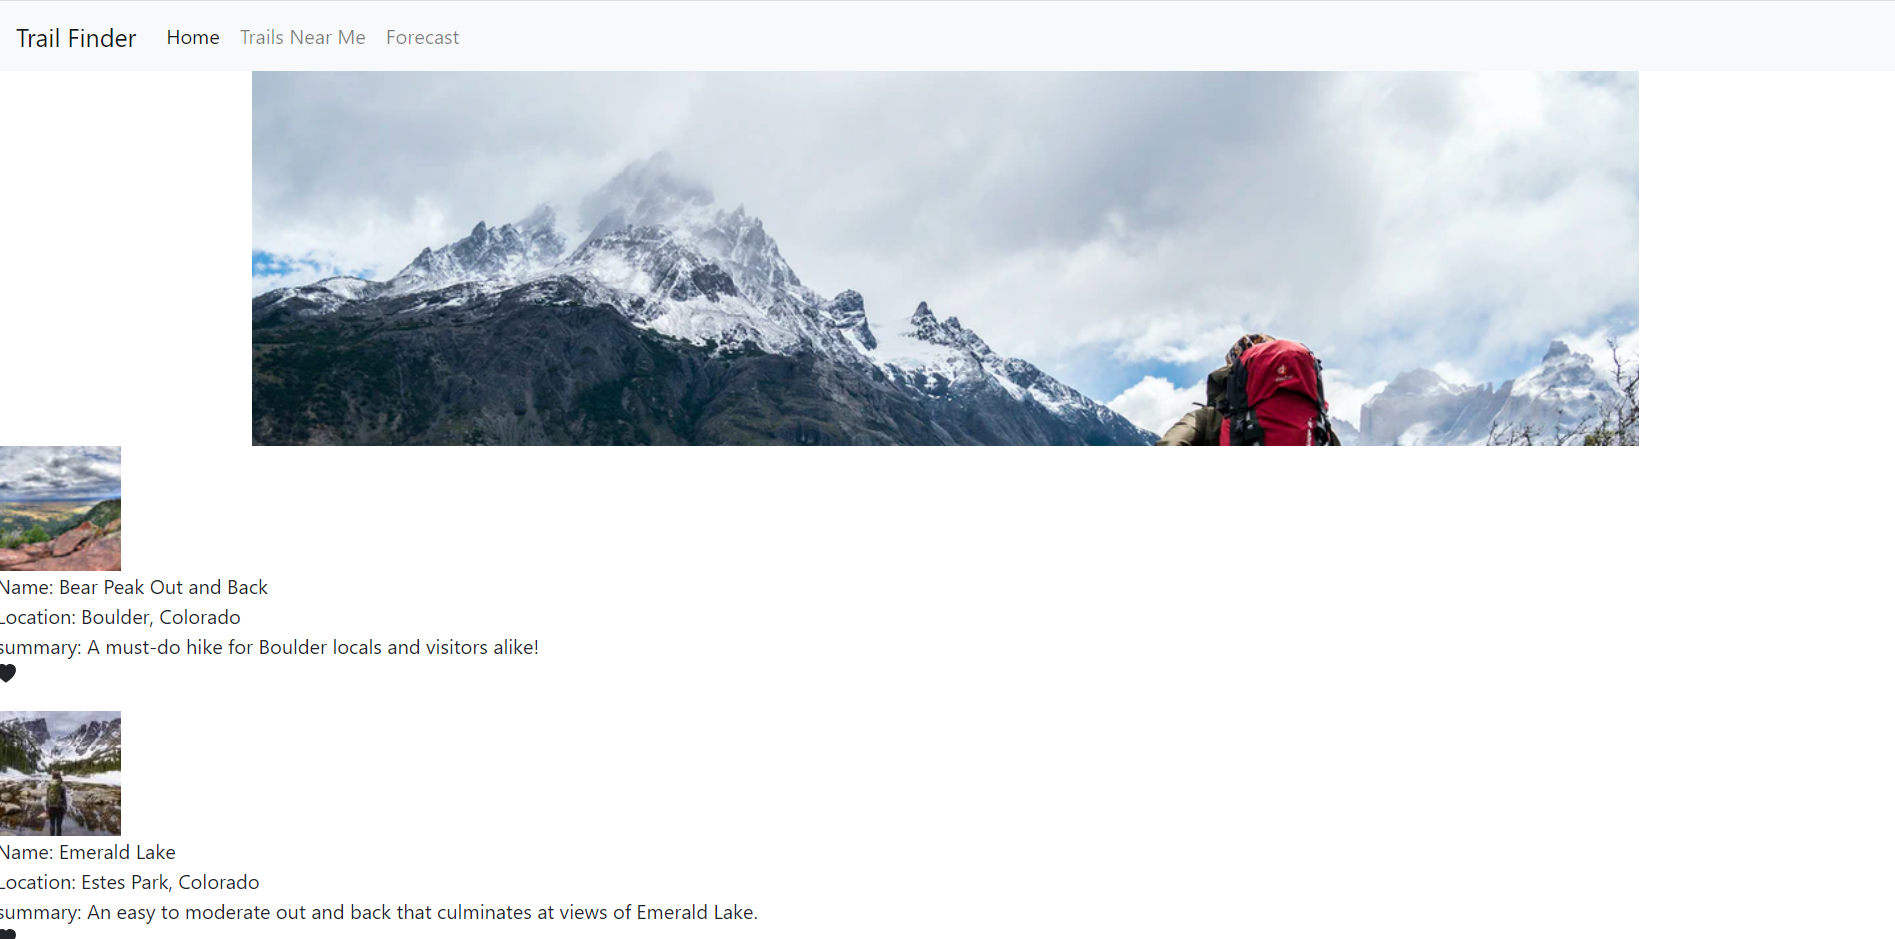 Trail Finder Home Trails Near Me Forecast
Name: Bear Peak Out and Back
Location: Boulder, Colorado
summary: A must-do hike for Boulder locals and visitors alike!
Name: Emerald Lake
Location: Estes Park, Colorado
summary: An easy to moderate out and back that culminates at views of Emerald Lake.